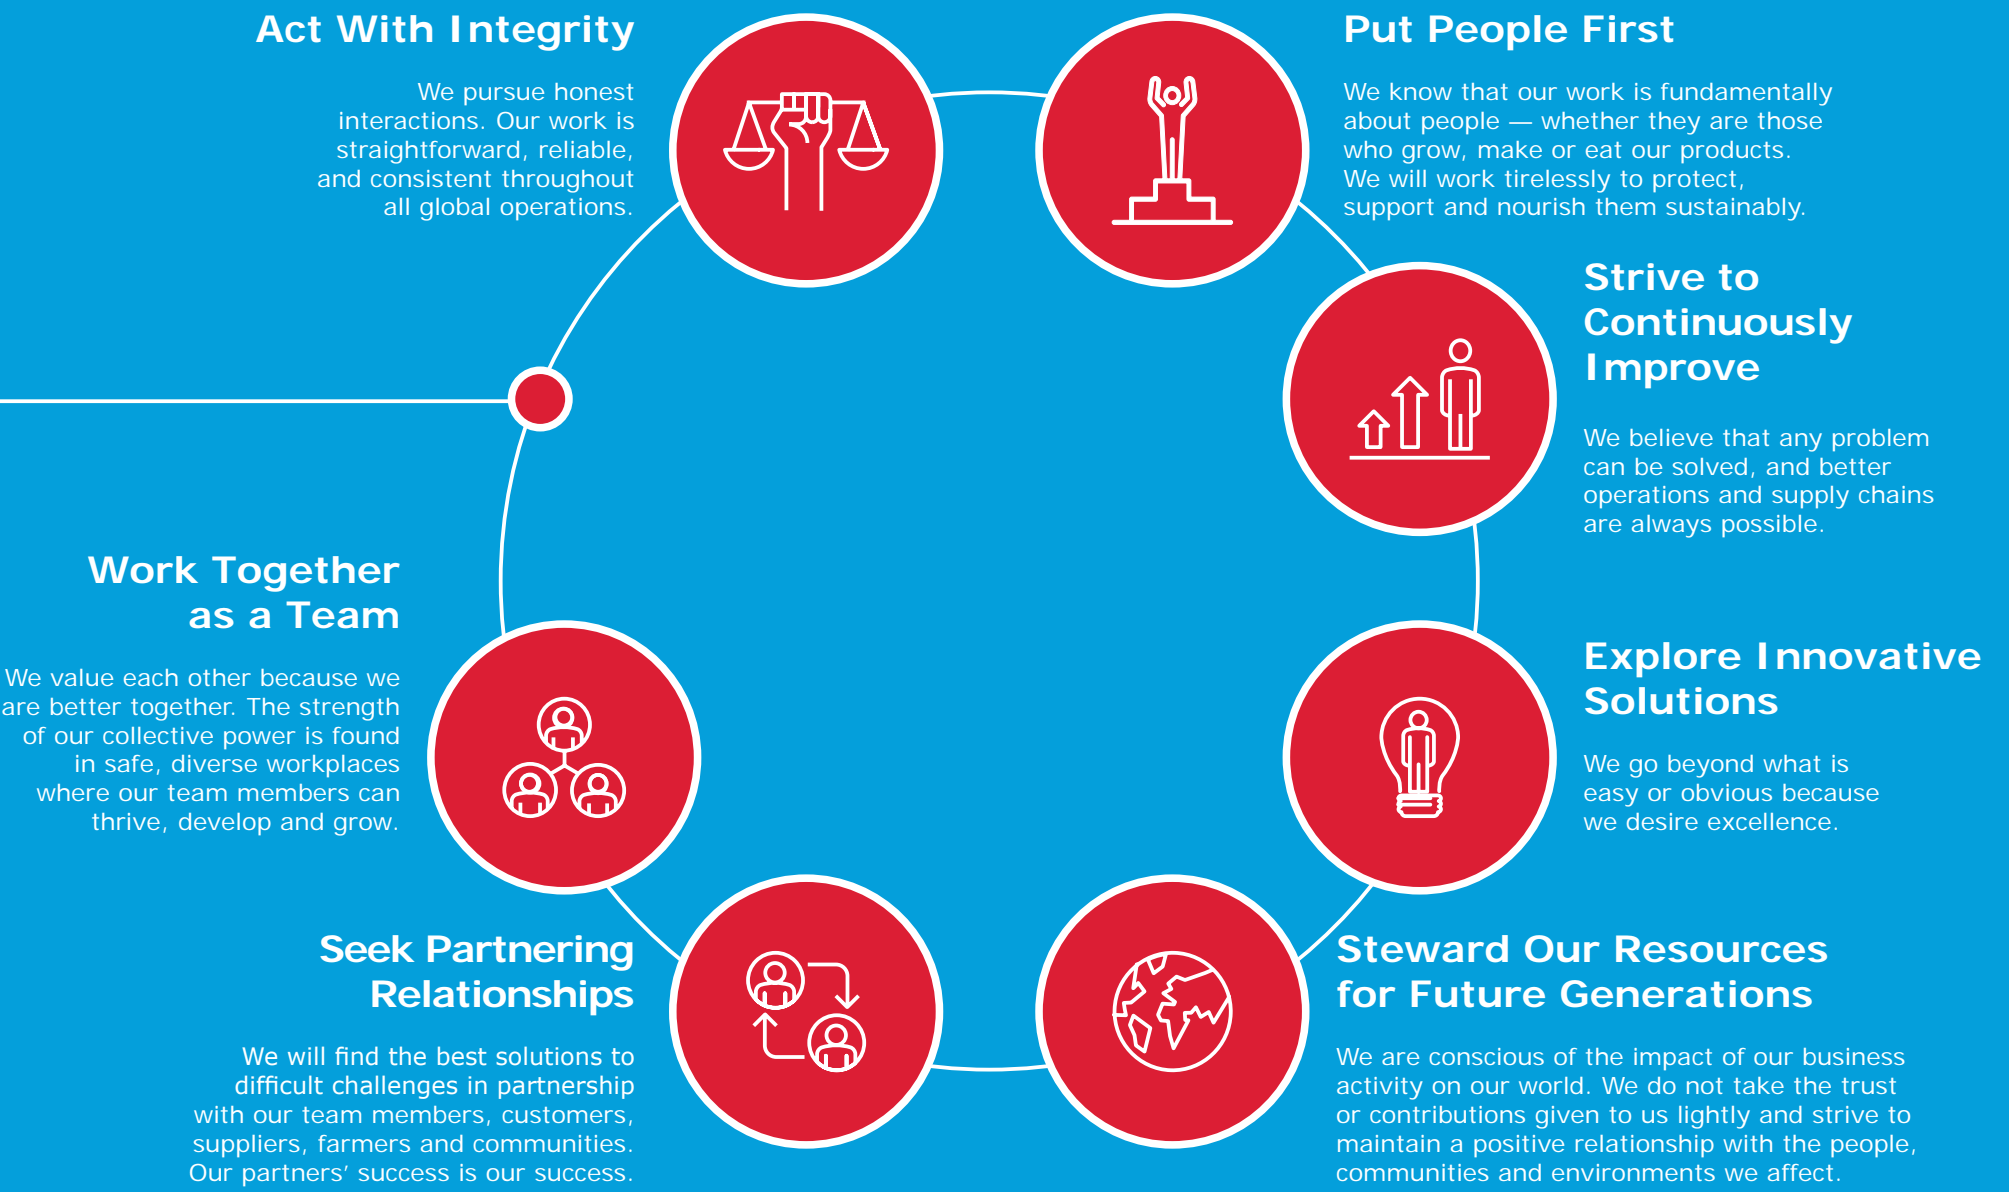 Act With Integrity
We pursue honest
interactions. Our work is
straightforward, reliable,
and consistent throughout
all global operations.
Put People First
We know that our work is fundamentally
about people — whether they are those
who grow, make or eat our products.
We will work tirelessly to protect,
support and nourish them sustainably.
Strive to
Continuously
Improve
We believe that any problem
can be solved, and better
operations and supply chains
are always possible.
Explore Innovative
Solutions
We go beyond what is
easy or obvious because
we desire excellence.
Steward Our Resources
for Future Generations
We are conscious of the impact of our business
activity on our world. We do not take the trust
or contributions given to us lightly and strive to
maintain a positive relationship with the people,
communities and environments we affect.
Seek Partnering
Relationships
We will find the best solutions to
difficult challenges in partnership
with our team members, customers,
suppliers, farmers and communities.
Our partners’ success is our success.
Work Together
as a Team
We value each other because we
are better together. The strength
of our collective power is found
in safe, diverse workplaces
where our team members can
thrive, develop and grow.